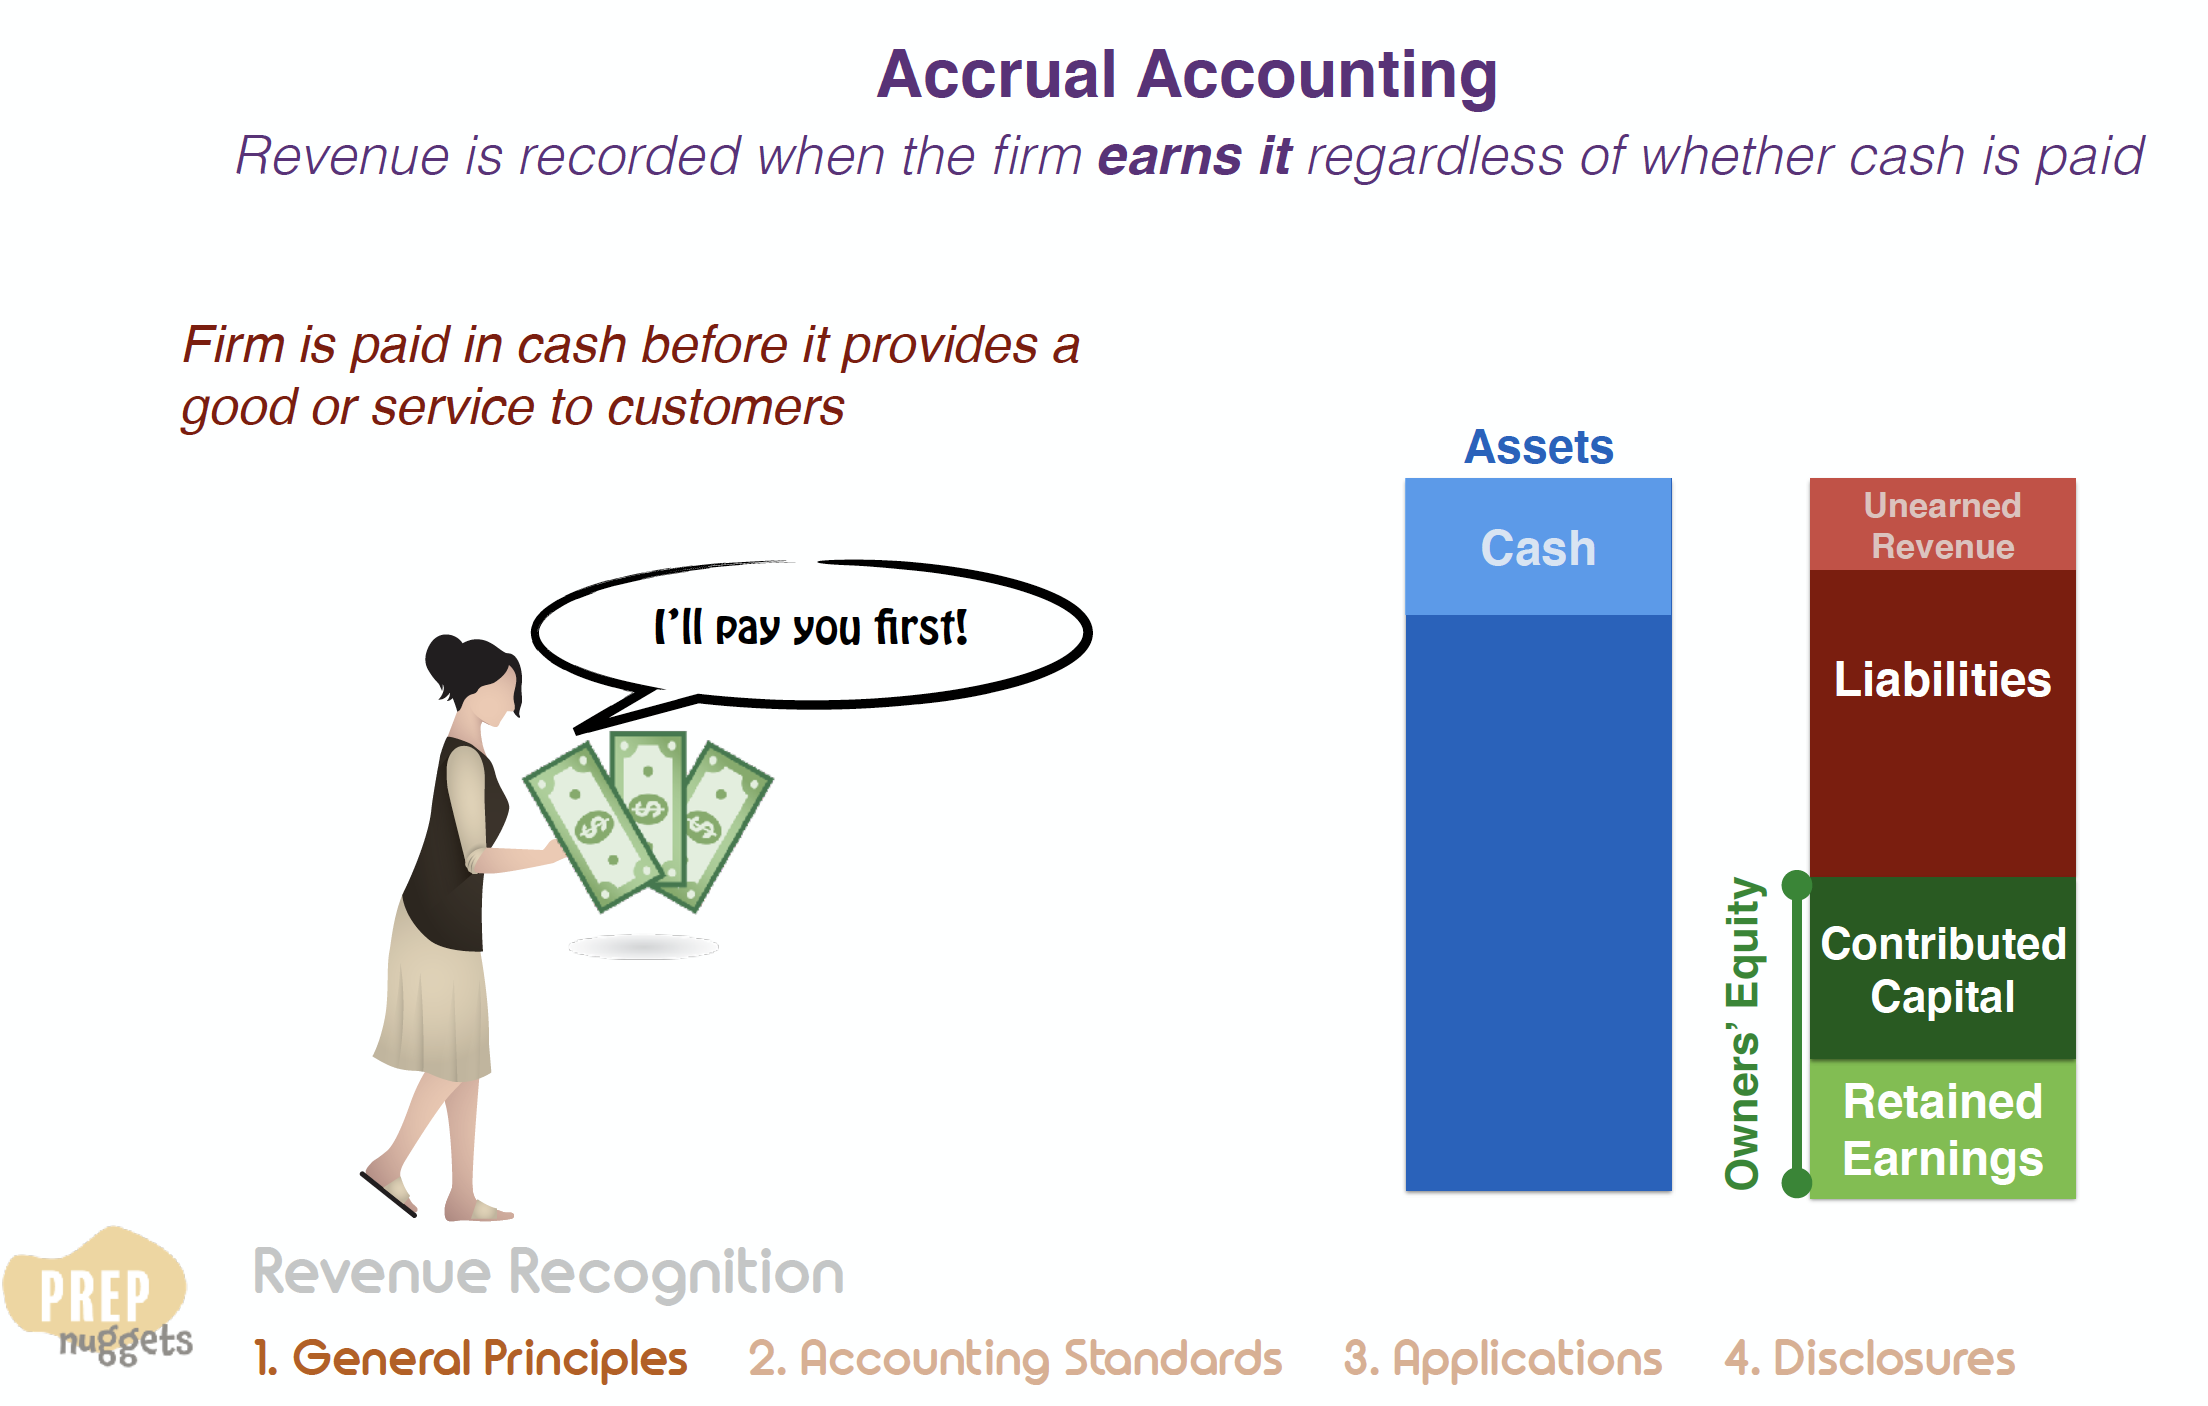 Accrual Accounting
Revenue is recorded when the firm earns it regardless of whether cash is paid
Firm is paid in cash before it provides a
good or service to customers
I'll pay you first!
Assets
Cash
Unearned
Revenue
Liabilities
Owners' Equity
Contributed
Capital
Retained
Earnings
PREP
nuggets
Revenue Recognition
1. General Principles 2. Accounting Standards 3. Applications 4. Disclosures